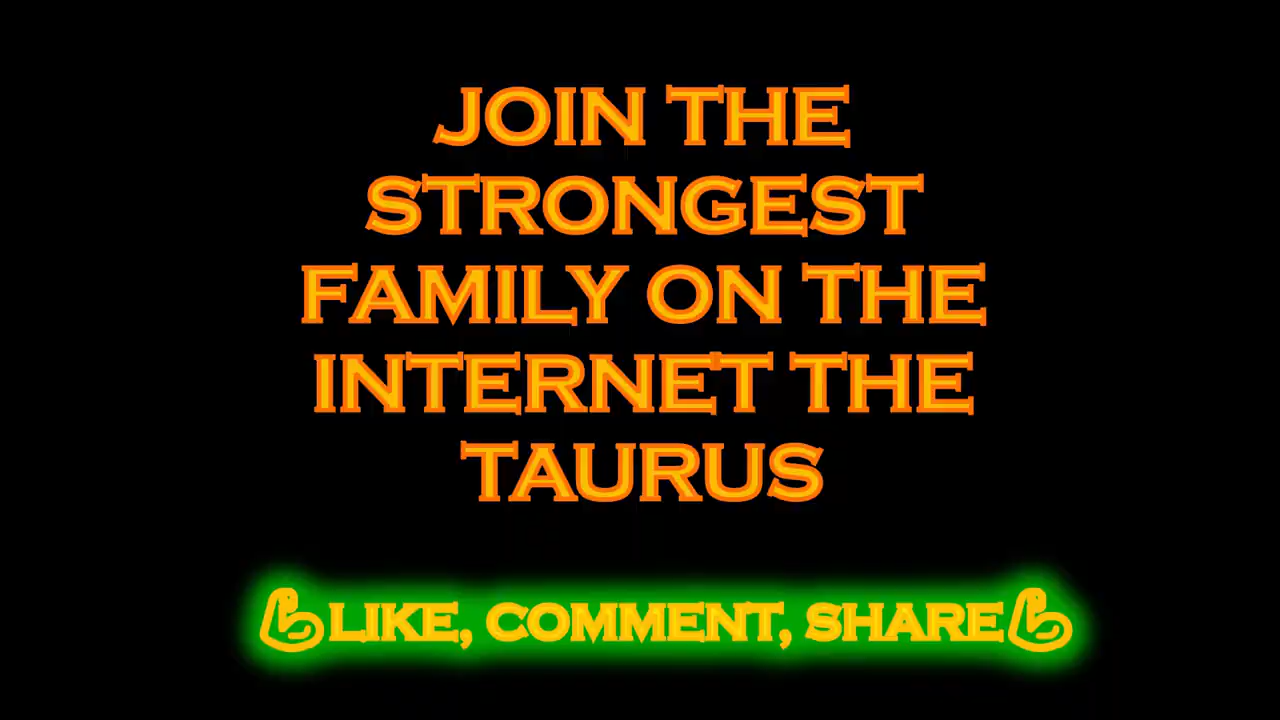 JOIN THE
STRONGEST
FAMILY ON THE
INTERNET THE
TAURUS
💪LIKE, COMMENT, SHARE💪